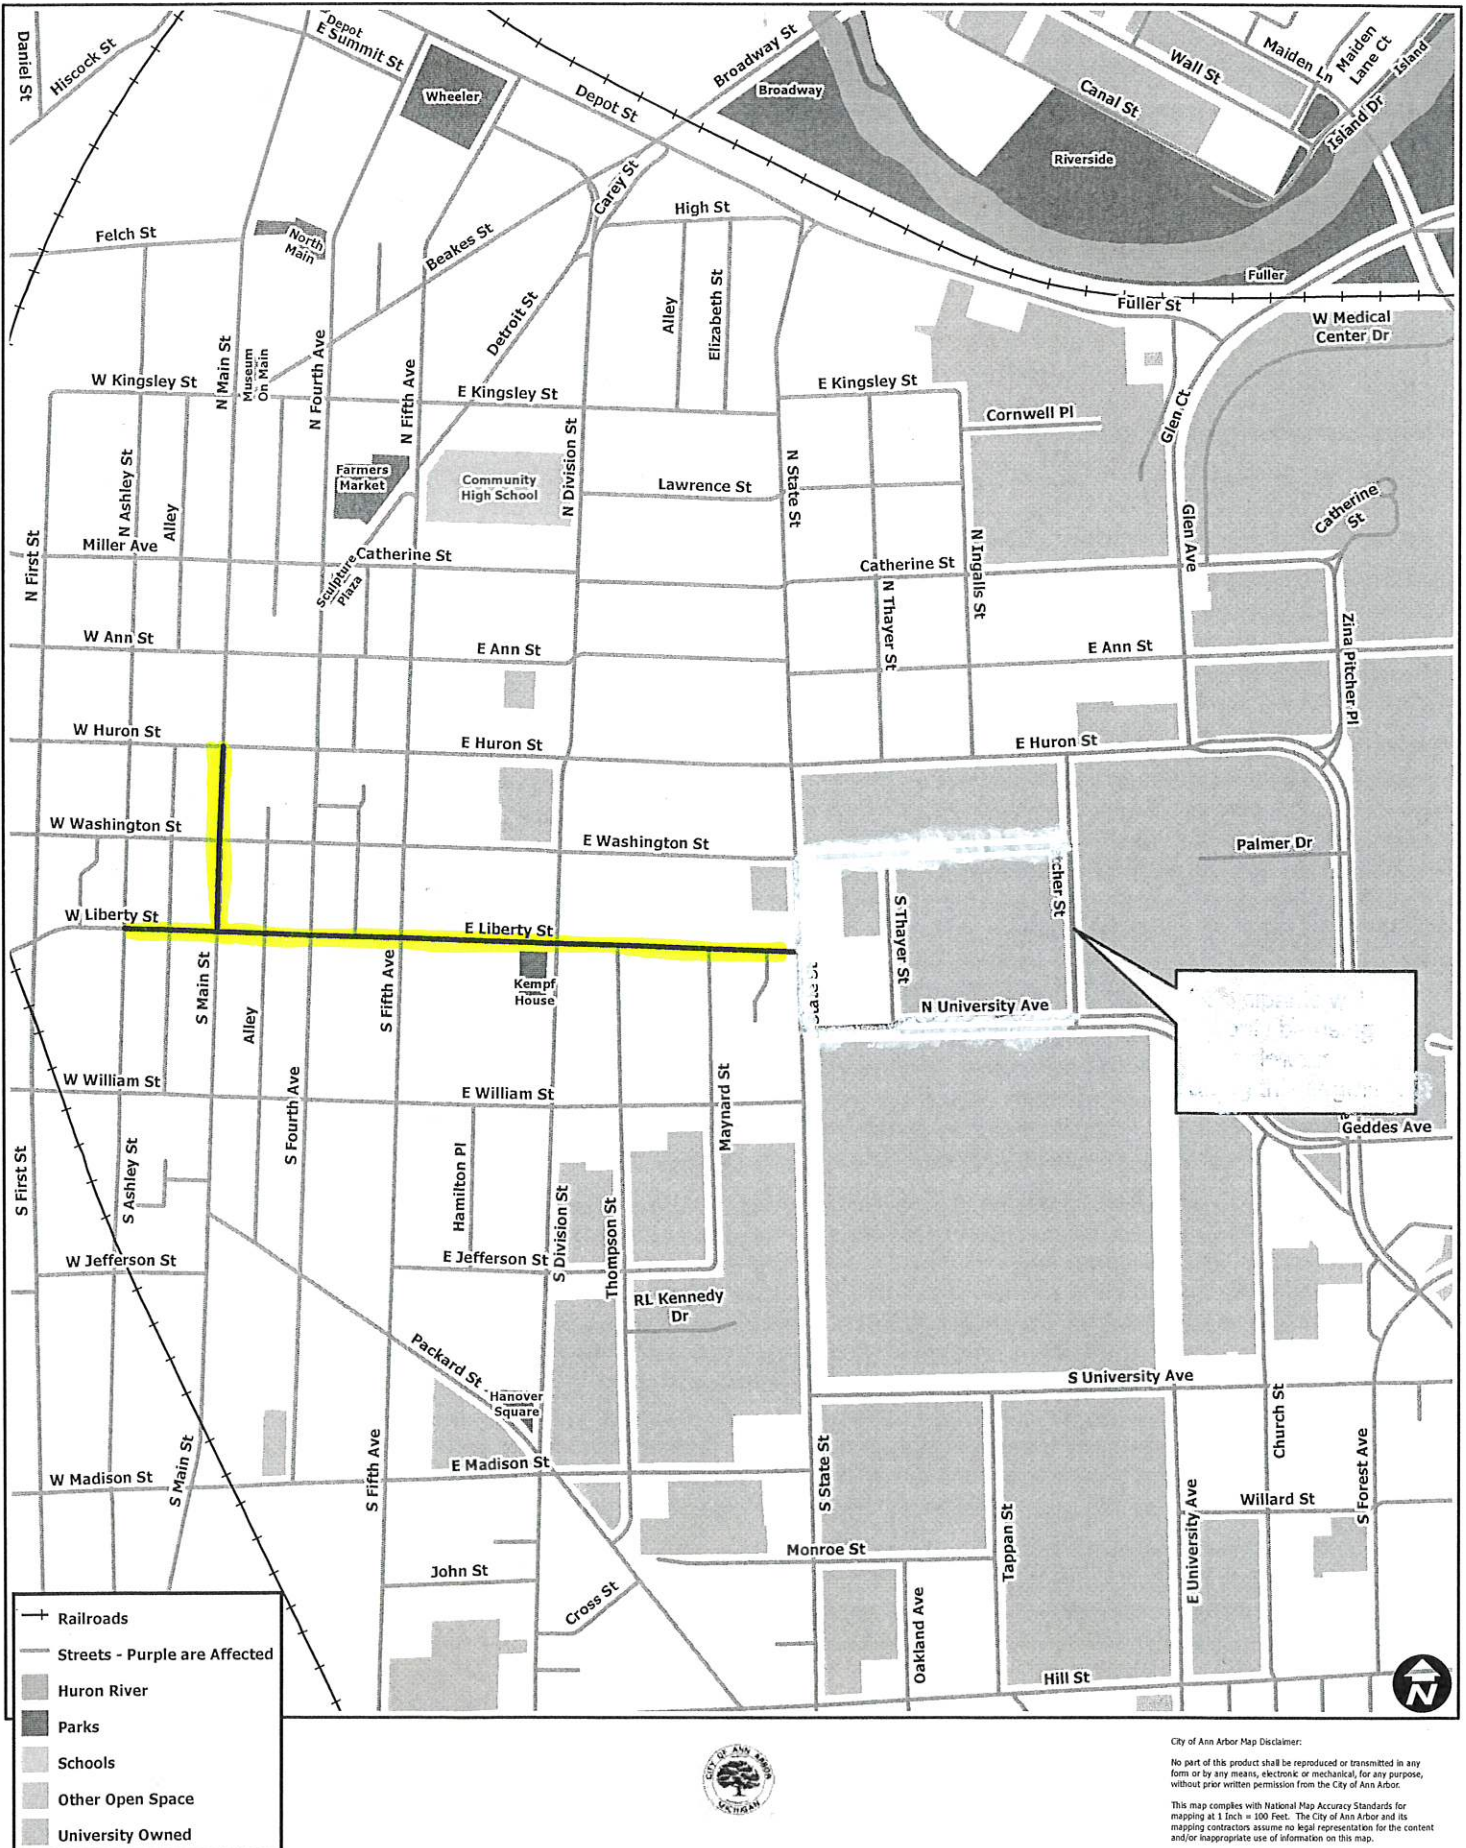 Daniel St
Hiscock St
Depot
E Summit St
Wheeler
Depot St
Broadway St
Broadway
Wall St
Canal St
Maiden Ln
Maiden
Lane Ct
Island
Island Dr
Riverside
Carey St
High St
Felch St
North
Main
Beakes St
Detroit St
Alley
Elizabeth St
Fuller
Fuller St
W Medical
Center Dr
N Main St
Museum
On Main
N Fourth Ave
N Fifth Ave
W Kingsley St
E Kingsley St
E Kingsley St
Cornwell Pl
Glen Ct
N Ashley St
Alley
Farmers
Market
Community
High School
N Division St
Lawrence St
N State St
Glen Ave
Catherine
St
N First St
Miller Ave
Catherine St
Sculpture
Plaza
Catherine St
N Thayer St
N Ingalls St
Zina Pitcher Pl
W Ann St
E Ann St
E Ann St
W Huron St
E Huron St
E Huron St
W Washington St
E Washington St
Palmer Dr
tcher St
W Liberty St
E Liberty St
S Thayer St
Kempf
House
State St
N University Ave
S Main St
Alley
S Fifth Ave
S Fourth Ave
W William St
E William St
Maynard St
Geddes Ave
S First St
S Ashley St
Hamilton Pl
S Division St
Thompson St
W Jefferson St
E Jefferson St
RL Kennedy
Dr
Packard St
Hanover
Square
S University Ave
Church St
S Forest Ave
W Madison St
S Main St
S Fifth Ave
E Madison St
S State St
Tappan St
E University Ave
Willard St
Monroe St
John St
Cross St
Oakland Ave
Hill St
N
Railroads
Streets - Purple are Affected
Huron River
Parks
Schools
Other Open Space
University Owned
CITY OF ANN ARBOR
MICHIGAN
City of Ann Arbor Map Disclaimer:
No part of this product shall be reproduced or transmitted in any
form or by any means, electronic or mechanical, for any purpose,
without prior written permission from the City of Ann Arbor.
This map complies with National Map Accuracy Standards for
mapping at 1 Inch = 100 Feet. The City of Ann Arbor and its
mapping contractors assume no legal representation for the content
and/or inappropriate use of information on this map.